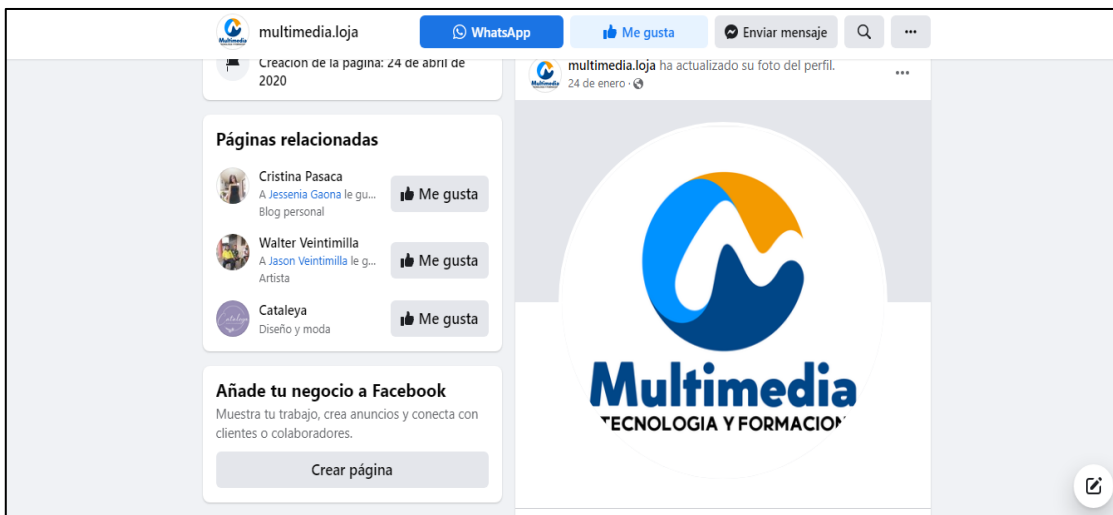 multimedia.loja
WhatsApp
Me gusta
Enviar mensaje
Creación de la página: 24 de abril de
2020
Páginas relacionadas
Cristina Pasaca
A Jessenia Gaona le gu...
Blog personal
Me gusta
Walter Veintimilla
A Jason Veintimilla le g...
Artista
Me gusta
Cataleya
Diseño y moda
Me gusta
Añade tu negocio a Facebook
Muestra tu trabajo, crea anuncios y conecta con
clientes o colaboradores.
Crear página
multimedia.loja ha actualizado su foto del perfil.
24 de enero ·
Multimedia
TECNOLOGIA Y FORMACION